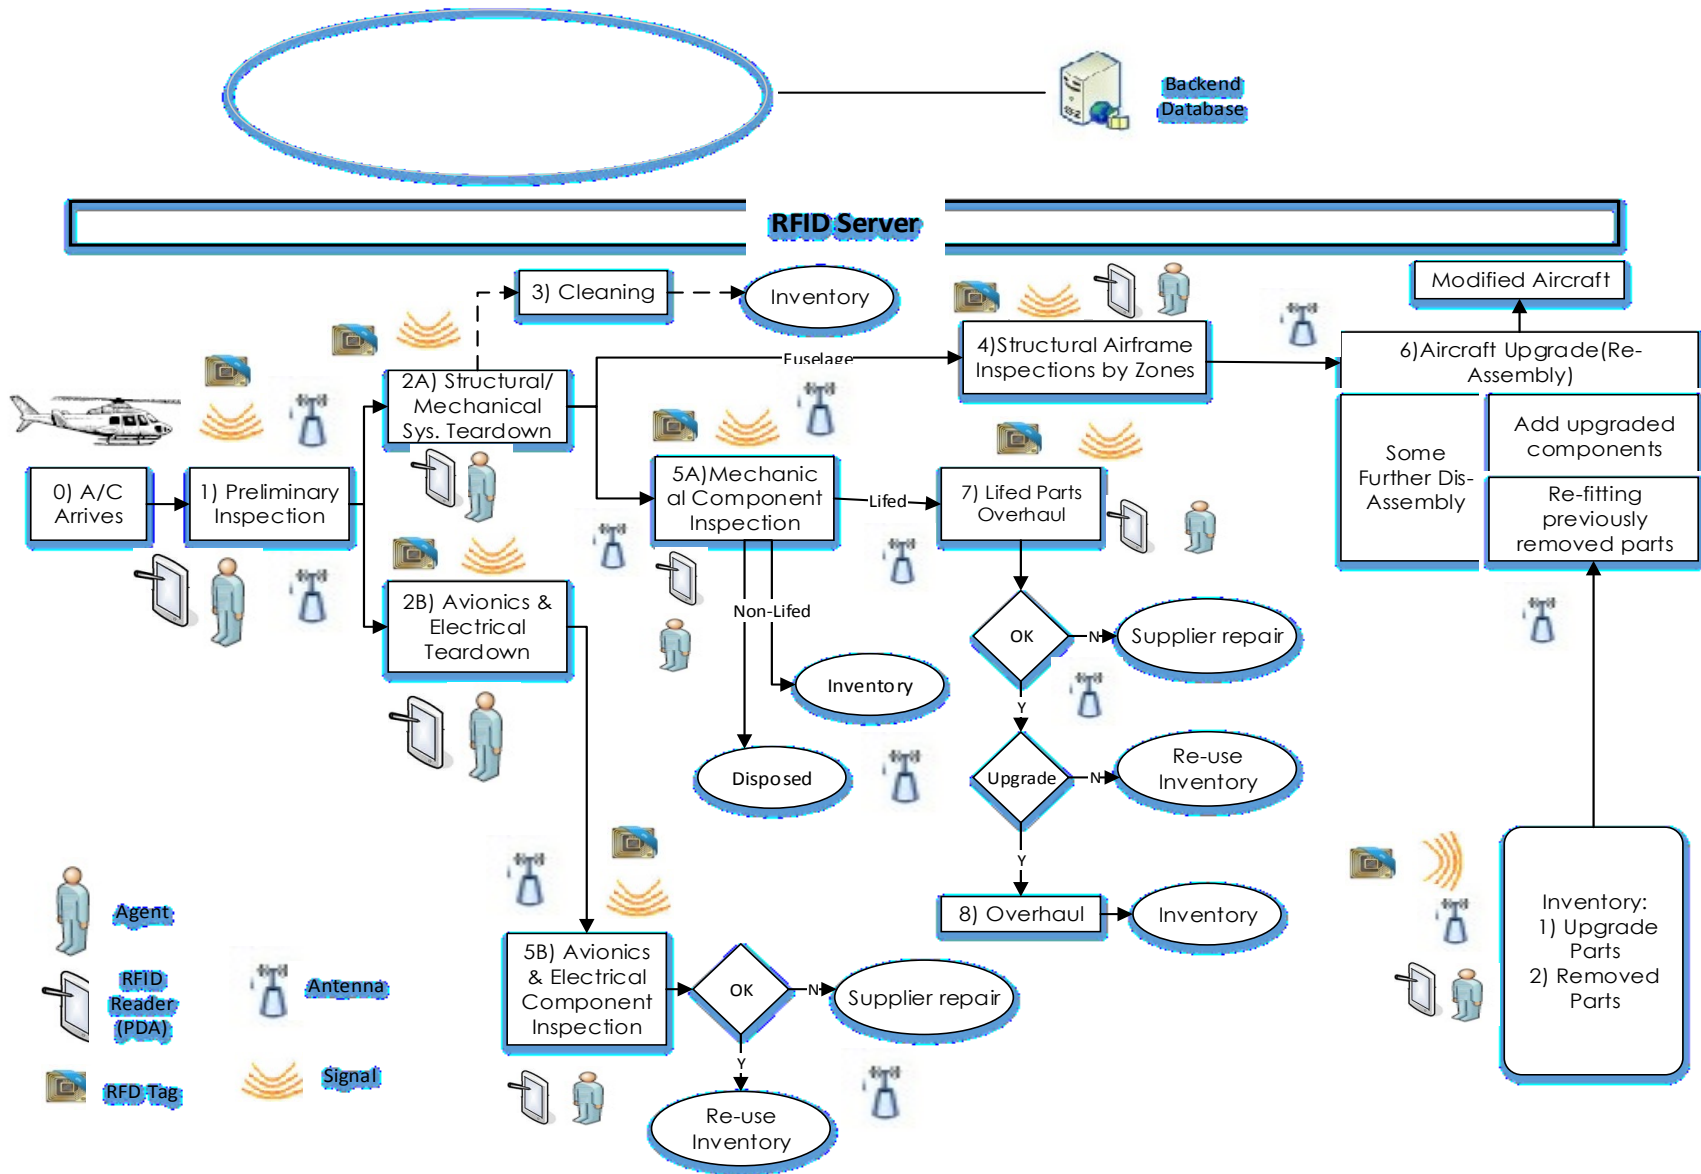 Backend
Database
RFID Server
3) Cleaning
Inventory
Modified Aircraft
Fuselage
4)Structural Airframe
Inspections by Zones
6)Aircraft Upgrade(Re-
Assembly)
2A) Structural/
Mechanical
Sys. Teardown
Some
Further Dis-
Assembly
Add upgraded
components
Re-fitting
previously
removed parts
0) A/C
Arrives
1) Preliminary
Inspection
5A)Mechanic
al Component
Inspection
Lifed
7) Lifed Parts
Overhaul
2B) Avionics &
Electrical
Teardown
Non-Lifed
OK
N
Supplier repair
Inventory
Y
Disposed
Upgrade
N
Re-use
Inventory
Y
8) Overhaul
Inventory
Agent
RFID
Reader
(PDA)
Antenna
RFD Tag
Signal
5B) Avionics
& Electrical
Component
Inspection
OK
N
Supplier repair
Y
Re-use
Inventory
Inventory:
1) Upgrade
Parts
2) Removed
Parts